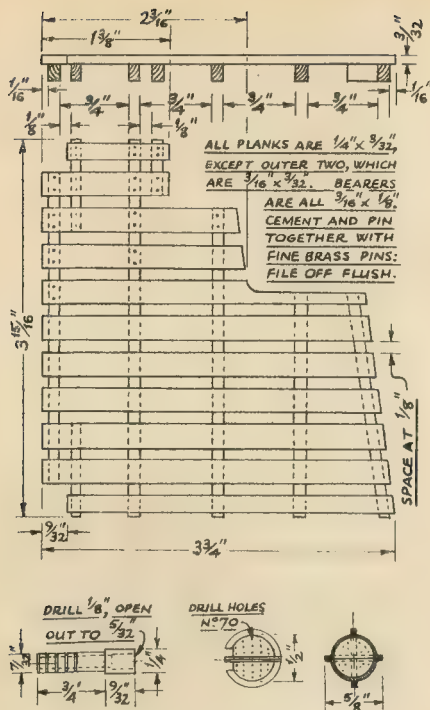 2 3/16"
1 3/8"
3/32"
1/16"
3/4"
3/4"
3/4"
3/4"
1/16"
1/8"
1/8"
ALL PLANKS ARE 1/4" x 3/32",
EXCEPT OUTER TWO, WHICH
ARE 3/16" x 3/32". BEARERS
ARE ALL 3/16" x 1/8".
CEMENT AND PIN
TOGETHER WITH
FINE BRASS PINS:
FILE OFF FLUSH.
3 15/16"
SPACE AT 1/8"
9/32"
3 3/4"
DRILL 1/8", OPEN
OUT TO 5/32"
DRILL HOLES
No 70
7/32"
1/4"
1/2"
3/4"
9/32"
5/8"